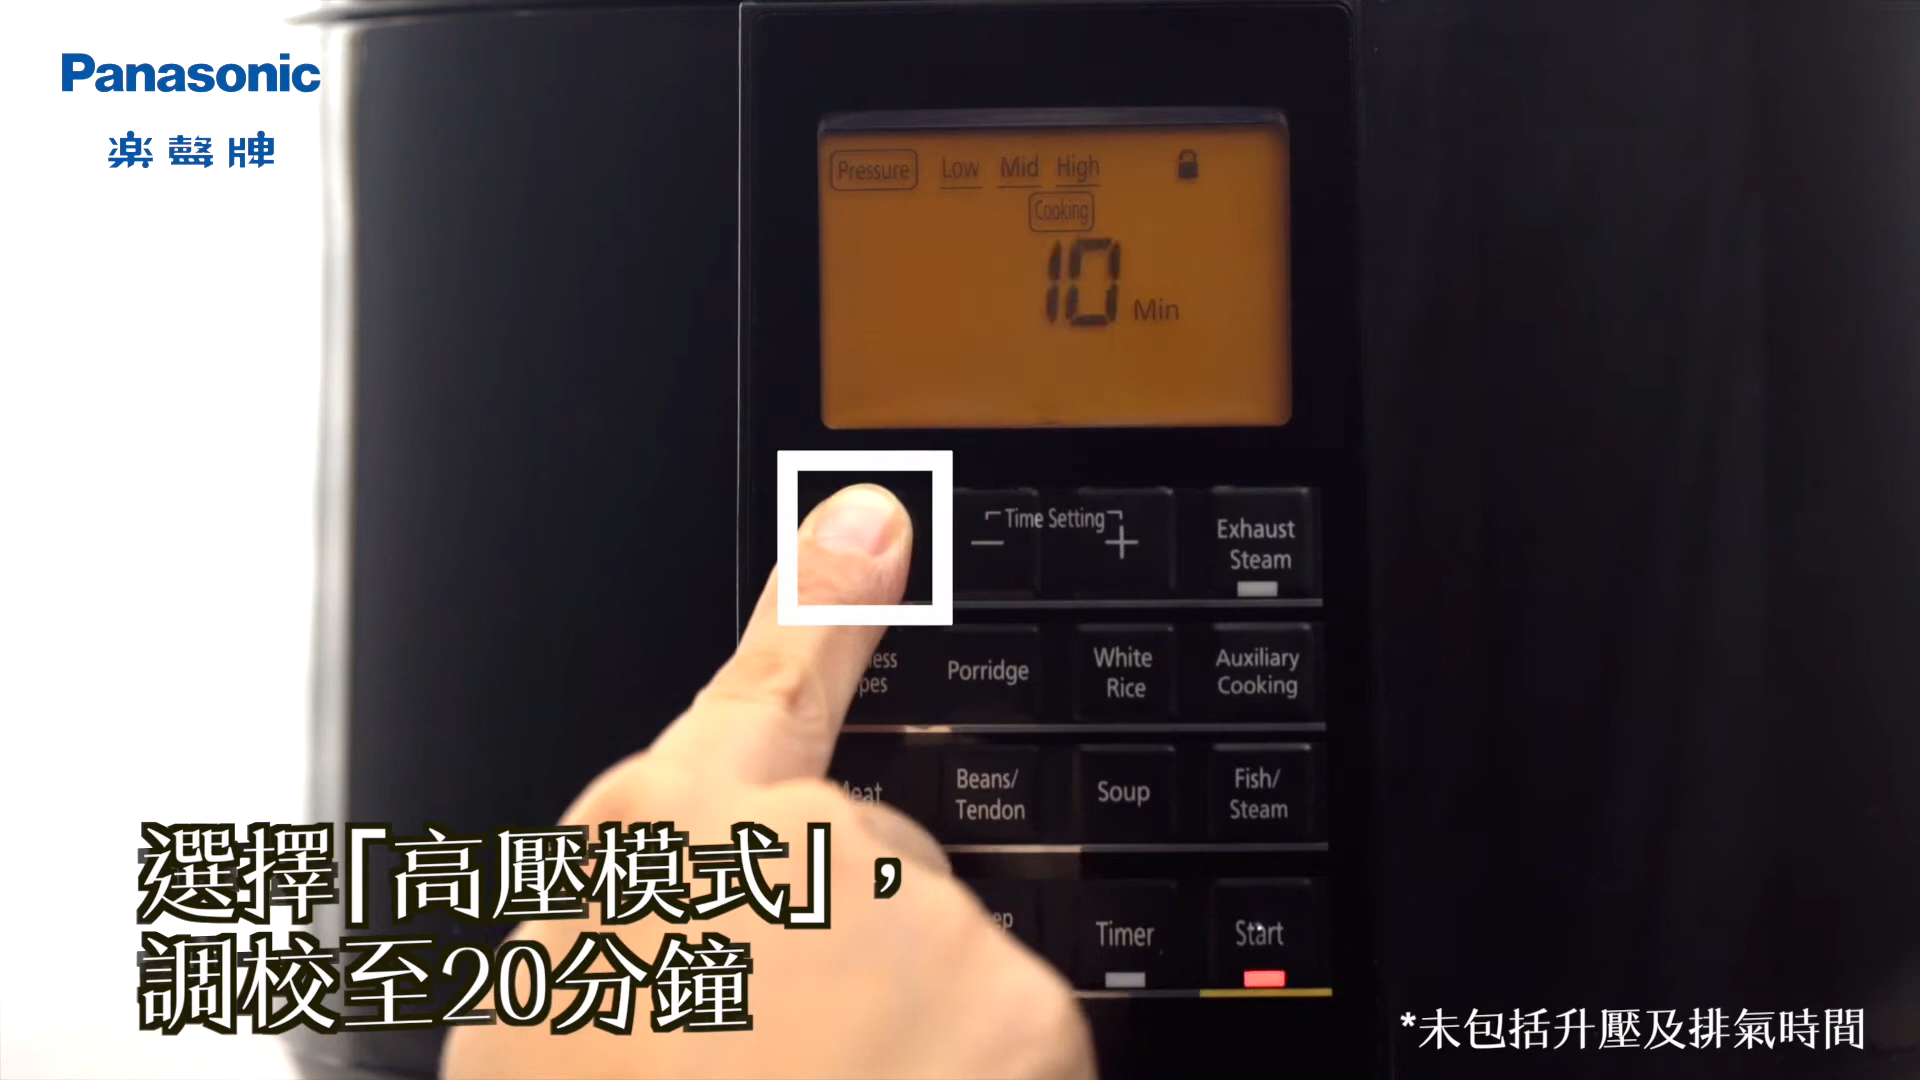 Panasonic
楽聲牌
Pressure Low Mid High
Cooking
10 Min
Time Setting
− +
Exhaust
Steam
Porridge
White
Rice
Auxiliary
Cooking
Beans/
Tendon
Soup
Fish/
Steam
Timer
Start
選擇「高壓模式」，
調校至20分鐘
*未包括升壓及排氣時間